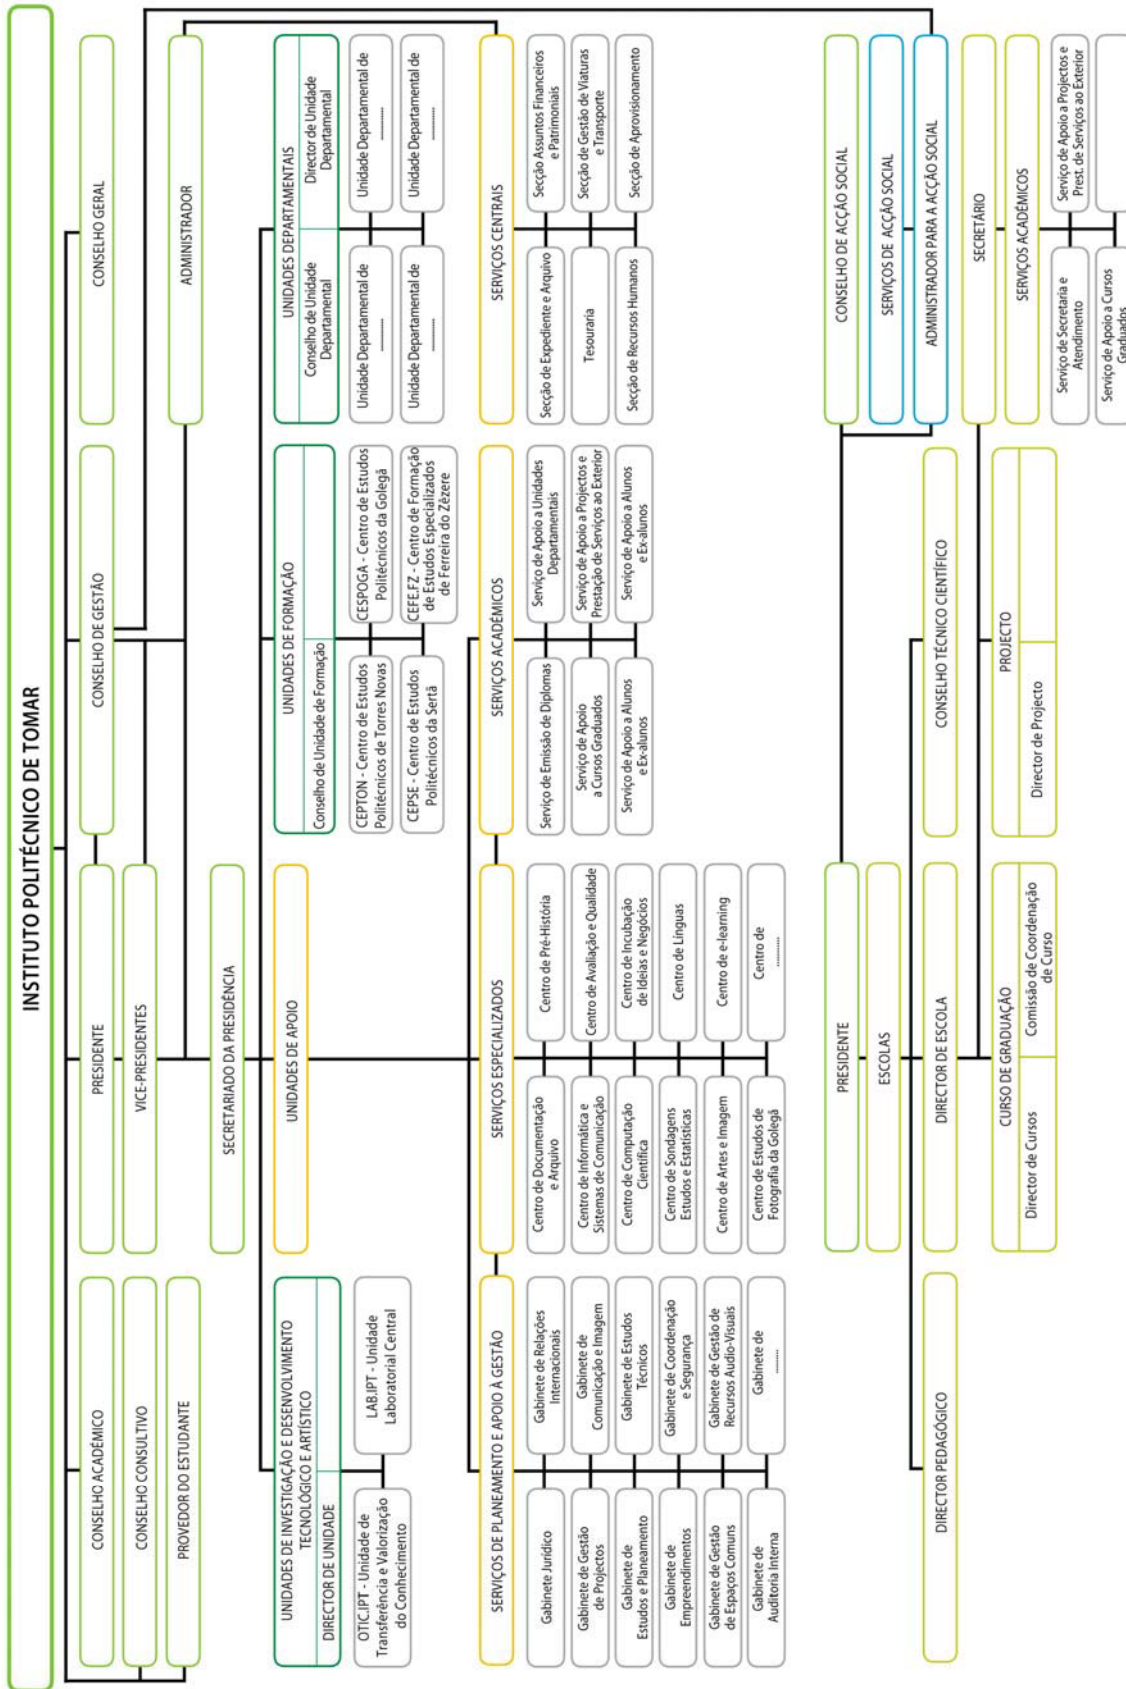 INSTITUTO POLITÉCNICO DE TOMAR
CONSELHO ACADÉMICO
CONSELHO CONSULTIVO
PROVEDOR DO ESTUDANTE
PRESIDENTE
VICE-PRESIDENTES
CONSELHO DE GESTÃO
CONSELHO GERAL
ADMINISTRADOR
SECRETARIADO DA PRESIDÊNCIA
UNIDADES DE INVESTIGAÇÃO E DESENVOLVIMENTO
TECNOLÓGICO E ARTÍSTICO
DIRECTOR DE UNIDADE
OTIC.IPT - Unidade de
Transferência e Valorização
do Conhecimento
LAB.IPT - Unidade
Laboratorial Central
UNIDADES DE APOIO
UNIDADES DE FORMAÇÃO
Conselho de Unidade de Formação
CEPTON - Centro de Estudos
Politécnicos de Torres Novas
CESPOGA - Centro de Estudos
Politécnicos da Golegã
CEPSE - Centro de Estudos
Politécnicos da Sertã
CEFE.FZ - Centro de Formação
de Estudos Especializados
de Ferreira do Zêzere
UNIDADES DEPARTAMENTAIS
Conselho de Unidade
Departamental
Director de Unidade
Departamental
Unidade Departamental de
..........
Unidade Departamental de
..........
Unidade Departamental de
..........
Unidade Departamental de
..........
SERVIÇOS DE PLANEAMENTO E APOIO À GESTÃO
Gabinete Jurídico
Gabinete de Relações
Internacionais
Gabinete de Gestão
de Projectos
Gabinete de
Comunicação e Imagem
Gabinete de
Estudos e Planeamento
Gabinete de Estudos
Técnicos
Gabinete de
Empreendimentos
Gabinete de Coordenação
e Segurança
Gabinete de Gestão
de Espaços Comuns
Gabinete de Gestão de
Recursos Audio-Visuais
Gabinete de
Auditoria Interna
Gabinete de
.........
SERVIÇOS ESPECIALIZADOS
Centro de Documentação
e Arquivo
Centro de Pré-História
Centro de Informática e
Sistemas de Comunicação
Centro de Avaliação e Qualidade
Centro de Computação
Científica
Centro de Incubação
de Ideias e Negócios
Centro de Sondagens
Estudos e Estatísticas
Centro de Línguas
Centro de Artes e Imagem
Centro de e-learning
Centro de Estudos de
Fotografia da Golegã
Centro de
..........
SERVIÇOS ACADÉMICOS
Serviço de Emissão de Diplomas
Serviço de Apoio a Unidades
Departamentais
Serviço de Apoio
a Cursos Graduados
Serviço de Apoio a Projectos e
Prestação de Serviços ao Exterior
Serviço de Apoio a Alunos
e Ex-alunos
Serviço de Apoio a Alunos
e Ex-alunos
SERVIÇOS CENTRAIS
Secção de Expediente e Arquivo
Secção Assuntos Financeiros
e Patrimoniais
Tesouraria
Secção de Gestão de Viaturas
e Transporte
Secção de Recursos Humanos
Secção de Aprovisionamento
PRESIDENTE
ESCOLAS
CONSELHO DE ACÇÃO SOCIAL
SERVIÇOS DE ACÇÃO SOCIAL
ADMINISTRADOR PARA A ACÇÃO SOCIAL
DIRECTOR PEDAGÓGICO
DIRECTOR DE ESCOLA
CONSELHO TÉCNICO CIENTÍFICO
SECRETÁRIO
CURSO DE GRADUAÇÃO
Director de Cursos
Comissão de Coordenação
de Curso
PROJECTO
Director de Projecto
SERVIÇOS ACADÉMICOS
Serviço de Secretaria e
Atendimento
Serviço de Apoio a Projectos e
Prest. de Serviços ao Exterior
Serviço de Apoio a Cursos
Graduados